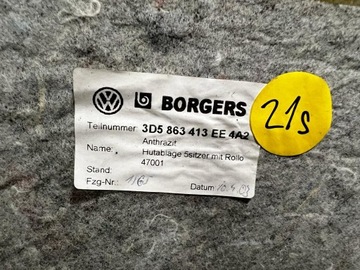 BORGERS
Teilnummer: 3D5 863 413 EE 4A2
Anthrazit
Name: Hutablage 5sitzer mit Rollo
47001
Stand:
Fzg-Nr.:
Datum
21s